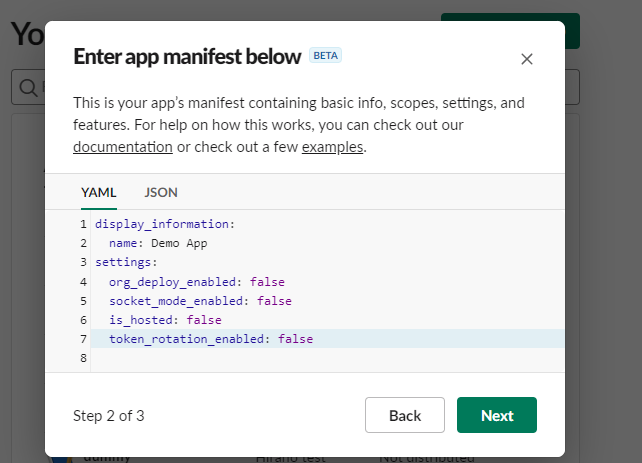 Yo
Enter app manifest below BETA
This is your app's manifest containing basic info, scopes, settings, and
features. For help on how this works, you can check out our
documentation or check out a few examples.
YAML JSON
1 display_information:
2 name: Demo App
3 settings:
4 org_deploy_enabled: false
5 socket_mode_enabled: false
6 is_hosted: false
7 token_rotation_enabled: false
8
Step 2 of 3 Back Next
dummy Hirano test Not distributed